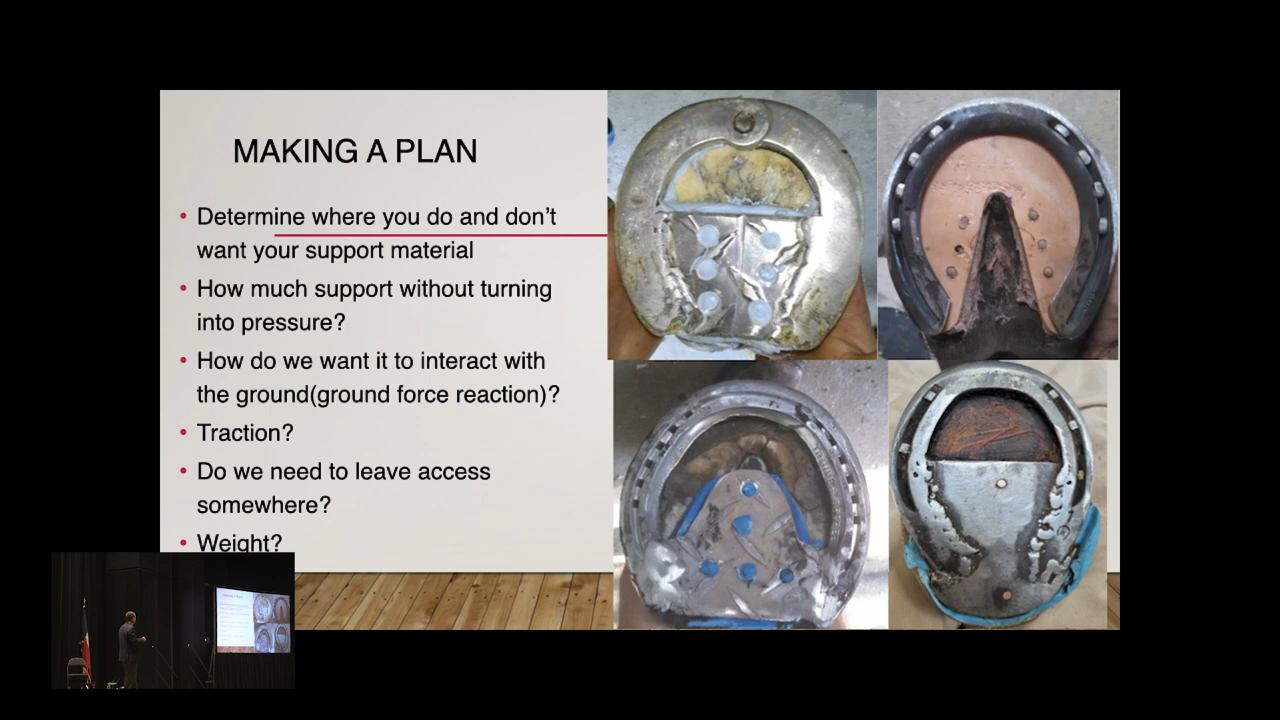 MAKING A PLAN
• Determine where you do and don't
want your support material
• How much support without turning
into pressure?
• How do we want it to interact with
the ground(ground force reaction)?
• Traction?
• Do we need to leave access
somewhere?
• Weight?
MAKING A PLAN